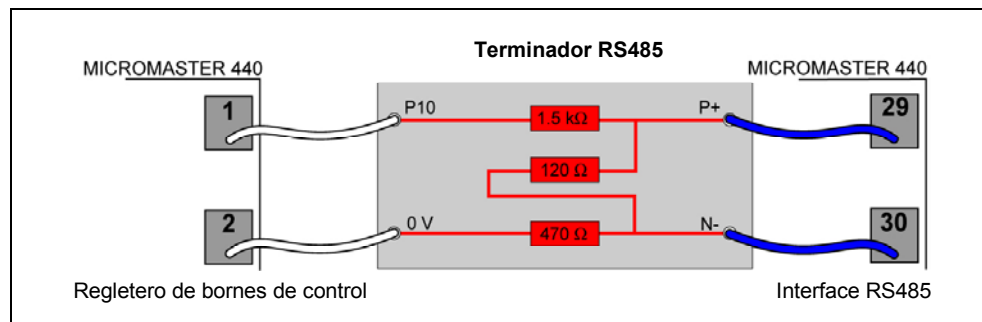 Terminador RS485
MICROMASTER 440
MICROMASTER 440
1
P10
1.5 kΩ
P+
29
120 Ω
2
0 V
470 Ω
N-
30
Regletero de bornes de control
Interface RS485